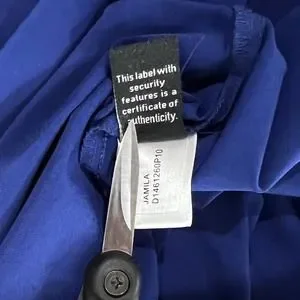 This label with
security
features is a
certificate of
authenticity.
JAMILA
D1461260P10